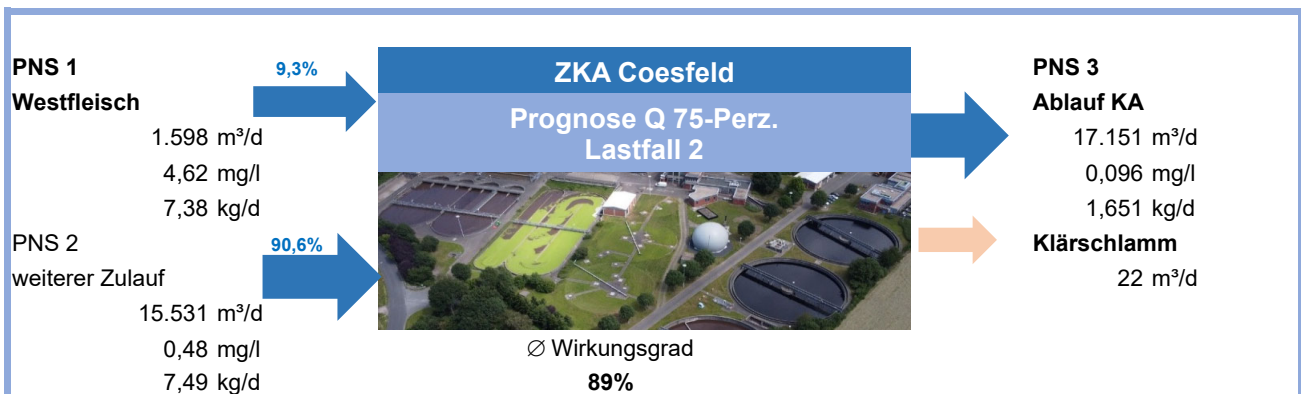 PNS 1
9,3%
Westfleisch
1.598 m³/d
4,62 mg/l
7,38 kg/d
PNS 2
90,6%
weiterer Zulauf
15.531 m³/d
0,48 mg/l
7,49 kg/d
ZKA Coesfeld
Prognose Q 75-Perz.
Lastfall 2
∅ Wirkungsgrad
89%
PNS 3
Ablauf KA
17.151 m³/d
0,096 mg/l
1,651 kg/d
Klärschlamm
22 m³/d